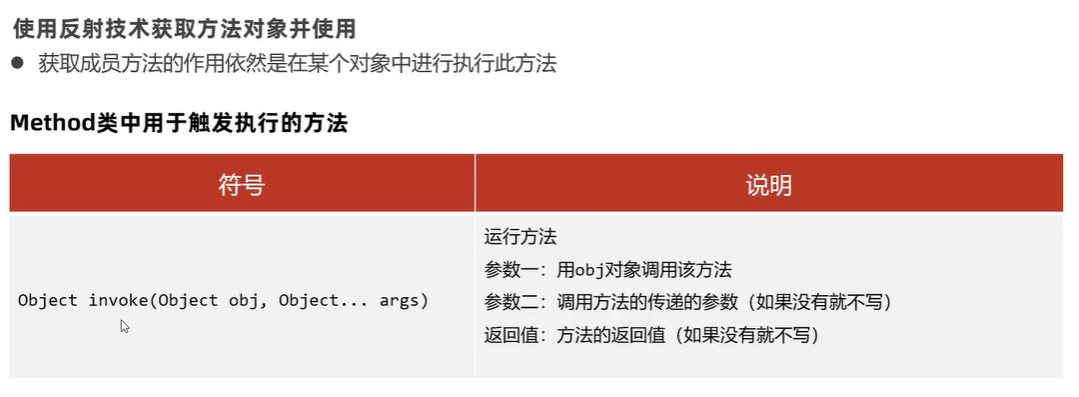 使用反射技术获取方法对象并使用
● 获取成员方法的作用依然是在某个对象中进行执行此方法
Method类中用于触发执行的方法
符号
说明
Object invoke(Object obj, Object... args)
运行方法
参数一：用obj对象调用该方法
参数二：调用方法的传递的参数（如果没有就不写）
返回值：方法的返回值（如果没有就不写）